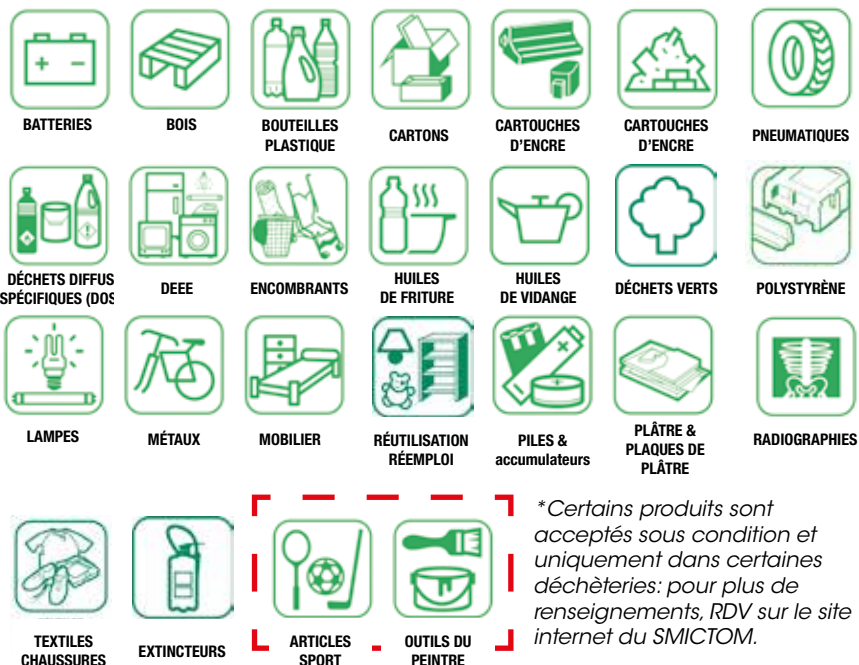 BATTERIES
BOIS
BOUTEILLES
PLASTIQUE
CARTONS
CARTOUCHES
D'ENCRE
CARTOUCHES
D'ENCRE
PNEUMATIQUES
DÉCHETS DIFFUS
SPÉCIFIQUES (DOS
DEEE
ENCOMBRANTS
HUILES
DE FRITURE
HUILES
DE VIDANGE
DÉCHETS VERTS
POLYSTYRÈNE
LAMPES
MÉTAUX
MOBILIER
RÉUTILISATION
RÉEMPLOI
PILES &
accumulateurs
PLÂTRE &
PLAQUES DE
PLÂTRE
RADIOGRAPHIES
TEXTILES
CHAUSSURES
EXTINCTEURS
ARTICLES
SPORT
OUTILS DU
PEINTRE
*Certains produits sont
acceptés sous condition et
uniquement dans certaines
déchèteries: pour plus de
renseignements, RDV sur le site
internet du SMICTOM.